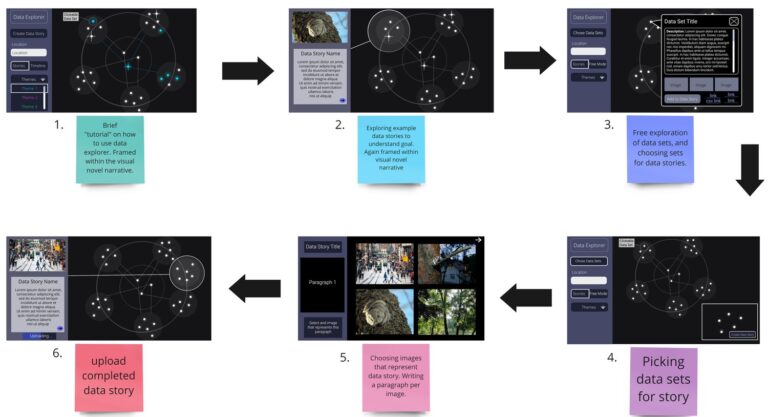 Data Explorer
Create Data Story
Location
Location
Stories
Timeline
Themes
Theme 1
Theme 2
Theme 3
Choose
Data Set
1.
Brief
"tutorial" on how
to use data
explorer. Framed
within the visual
novel narrative.
Data Story Name
Lorem ipsum dolor sit amet,
consectetur adipiscing elit,
sed do eiusmod tempor
incididunt ut labore et
dolore magna aliqua.
Ut enim ad minim veniam,
quis nostrud exercitation
ullamco laboris nisi
ut aliquip
2.
Exploring example
data stories to
understand goal.
Again framed within
visual novel
narrative
Data Explorer
Chose Data Sets
Location
Stories
Free Mode
Themes
Data Set Title
Description: Lorem ipsum dolor sit amet,
Image
Image
Image
Add to Data Story
link
link
csv link
link
3.
Free exploration
of data sets, and
choosing sets
for data stories.
Data Explorer
Chose Data Sets
Location
Stories
Free Mode
Themes
4.
Picking
data sets
for story
Data Story Title
Paragraph 1
Select and image
that represents this
paragraph
5.
Choosing images
that represent
data story. Writing
a paragraph per
image.
Data Story Name
Lorem ipsum dolor sit amet,
consectetur adipiscing elit,
sed do eiusmod tempor
incididunt ut labore et
dolore magna aliqua.
Ut enim ad minim veniam,
quis nostrud exercitation
ullamco laboris nisi
ut aliquip
Uploading...
6.
upload
completed
data story